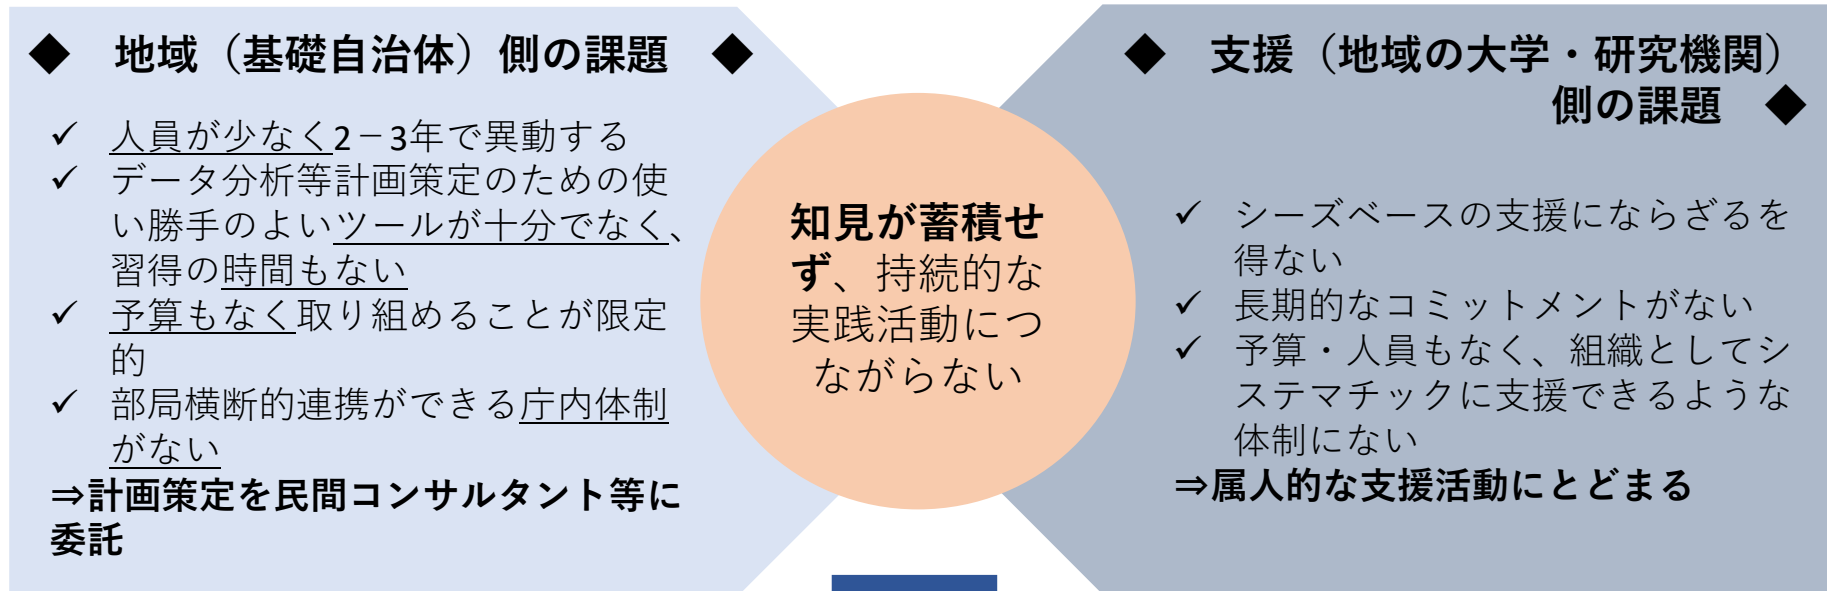 ◆ 地域（基礎自治体）側の課題 ◆
✓ 人員が少なく2－3年で異動する
✓ データ分析等計画策定のための使
い勝手のよいツールが十分でなく、
習得の時間もない
✓ 予算もなく取り組めることが限定
的
✓ 部局横断的連携ができる庁内体制
がない
⇒計画策定を民間コンサルタント等に
委託
知見が蓄積せ
ず、持続的な
実践活動につ
ながらない
◆ 支援（地域の大学・研究機関）
側の課題 ◆
✓ シーズベースの支援にならざるを
得ない
✓ 長期的なコミットメントがない
✓ 予算・人員もなく、組織としてシ
ステマチックに支援できるような
体制にない
⇒属人的な支援活動にとどまる